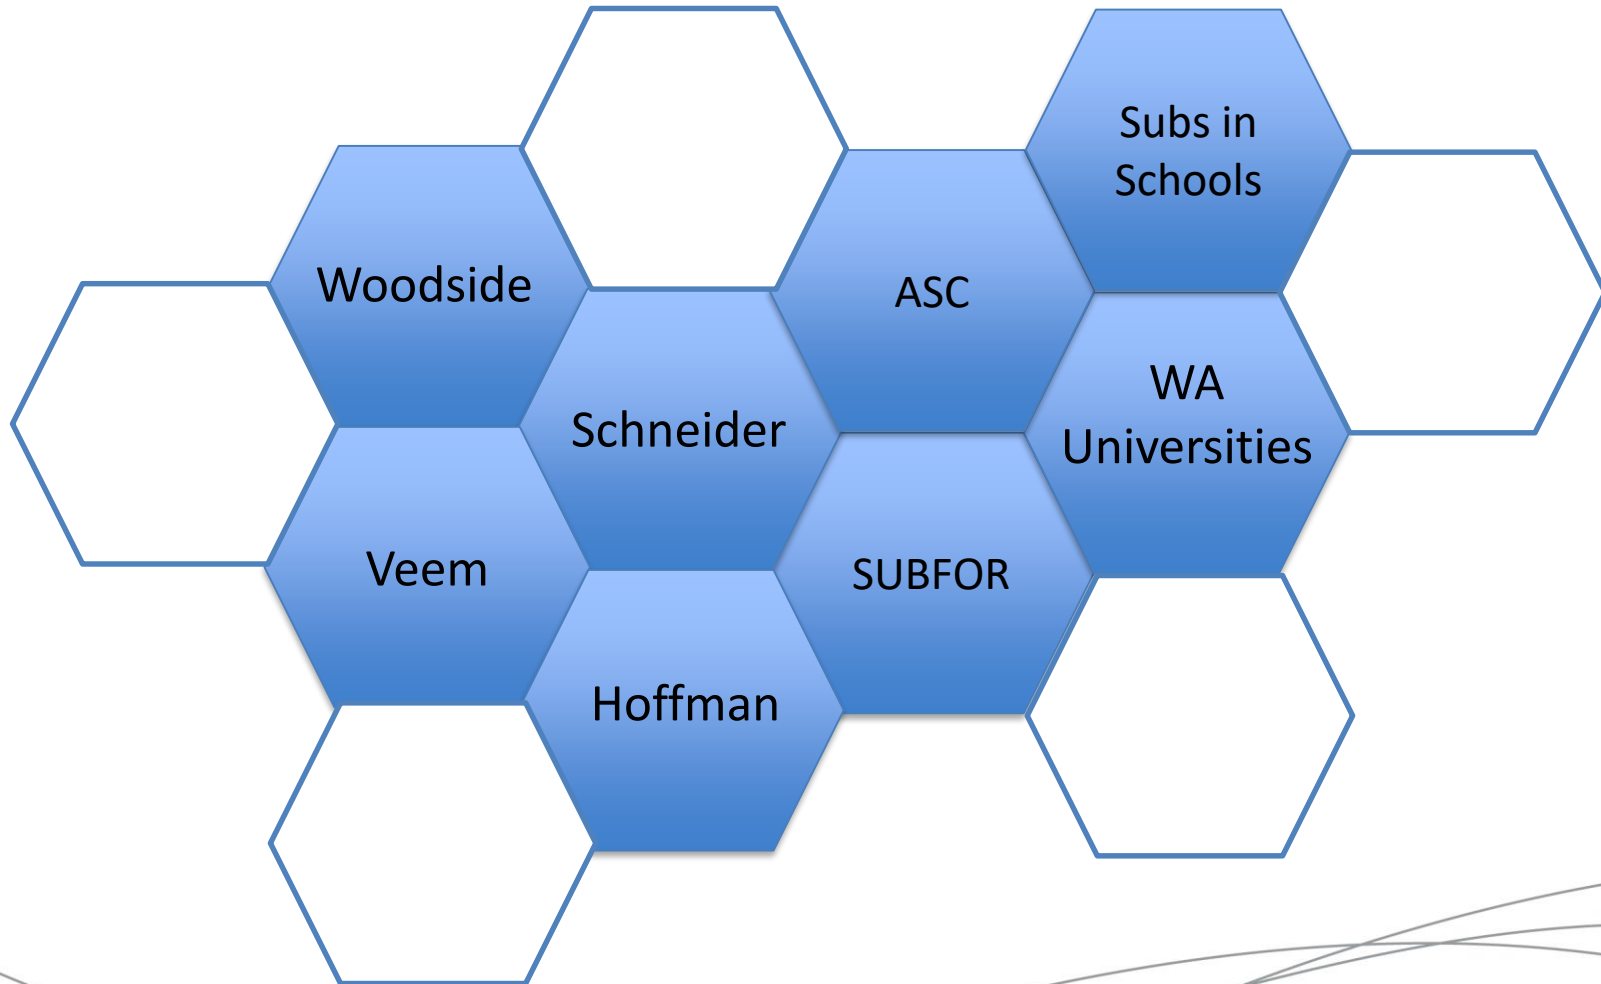 Subs in
Schools
Woodside
ASC
WA
Universities
Schneider
Veem
SUBFOR
Hoffman